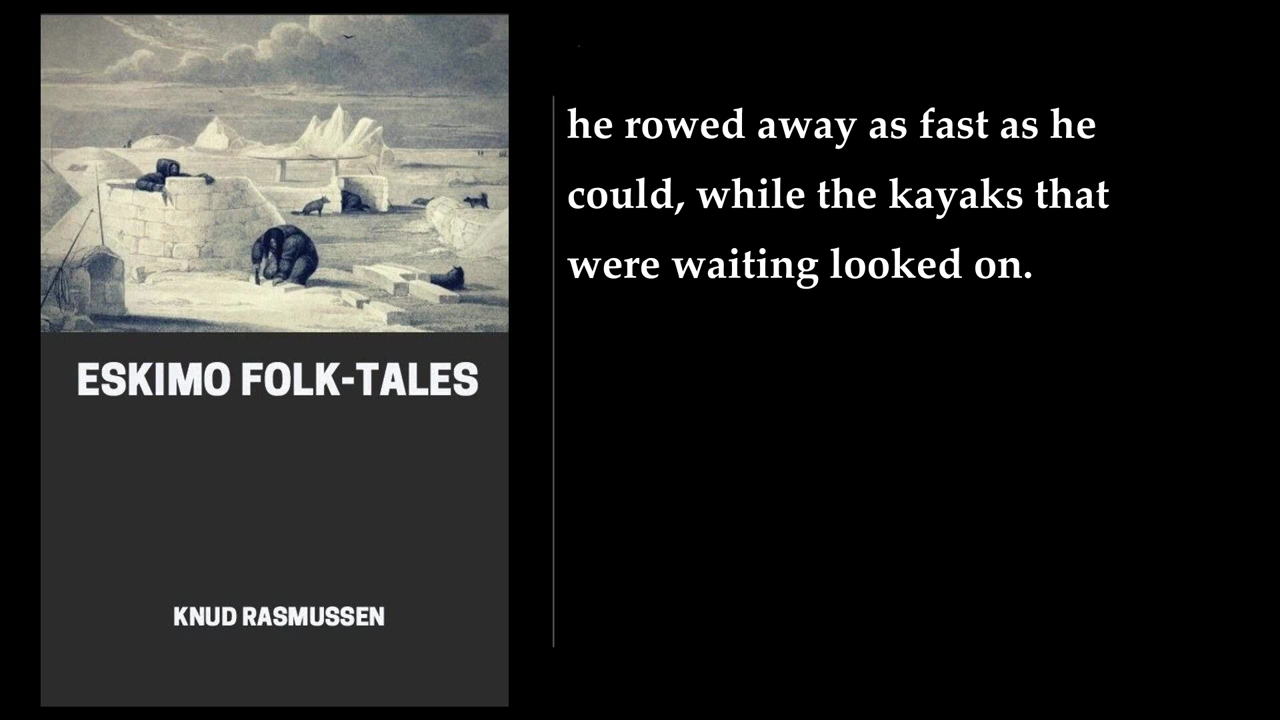 ESKIMO FOLK-TALES
KNUD RASMUSSEN
he rowed away as fast as he
could, while the kayaks that
were waiting looked on.